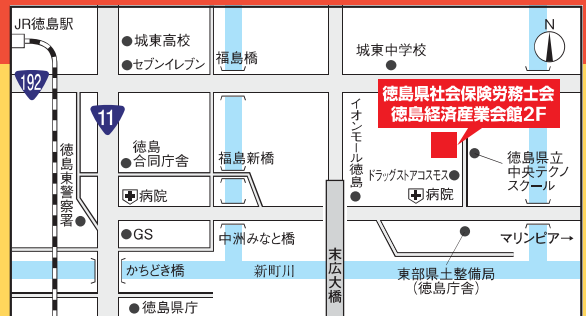 JR徳島駅
192
11
城東高校
セブンイレブン
福島橋
城東中学校
N
徳島県社会保険労務士会
徳島経済産業会館2F
徳島東警察署
徳島
合同庁舎
病院
GS
福島新橋
中洲みなと橋
イオンモール徳島
ドラッグストアコスモス
病院
徳島県立
中央テクノ
スクール
マリンピア→
かちどき橋
新町川
末広大橋
東部県土整備局
(徳島庁舎)
徳島県庁